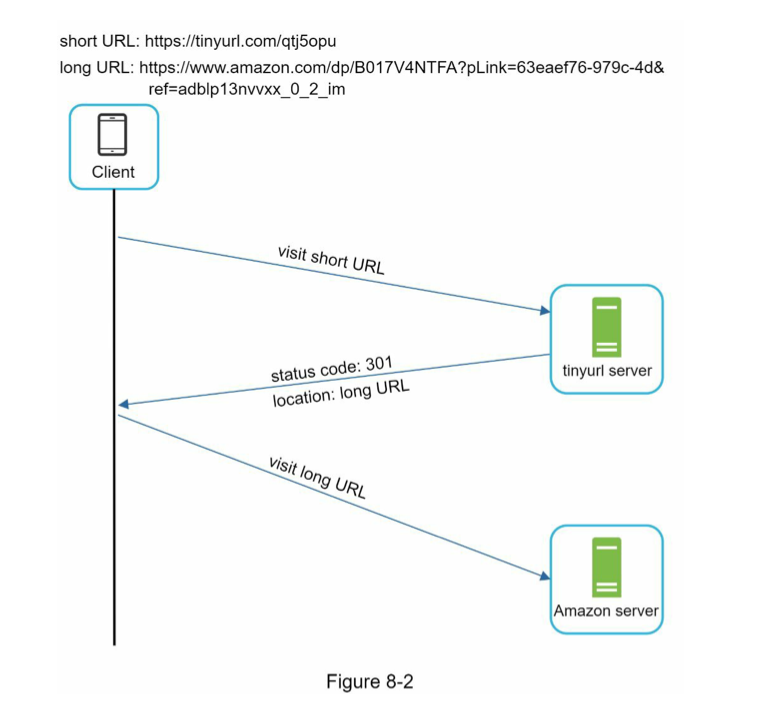 short URL: https://tinyurl.com/qtj5opu
long URL: https://www.amazon.com/dp/B017V4NTFA?pLink=63eaef76-979c-4d&
ref=adblp13nvvxx_0_2_im
Client
visit short URL
tinyurl server
status code: 301
location: long URL
visit long URL
Amazon server
Figure 8-2